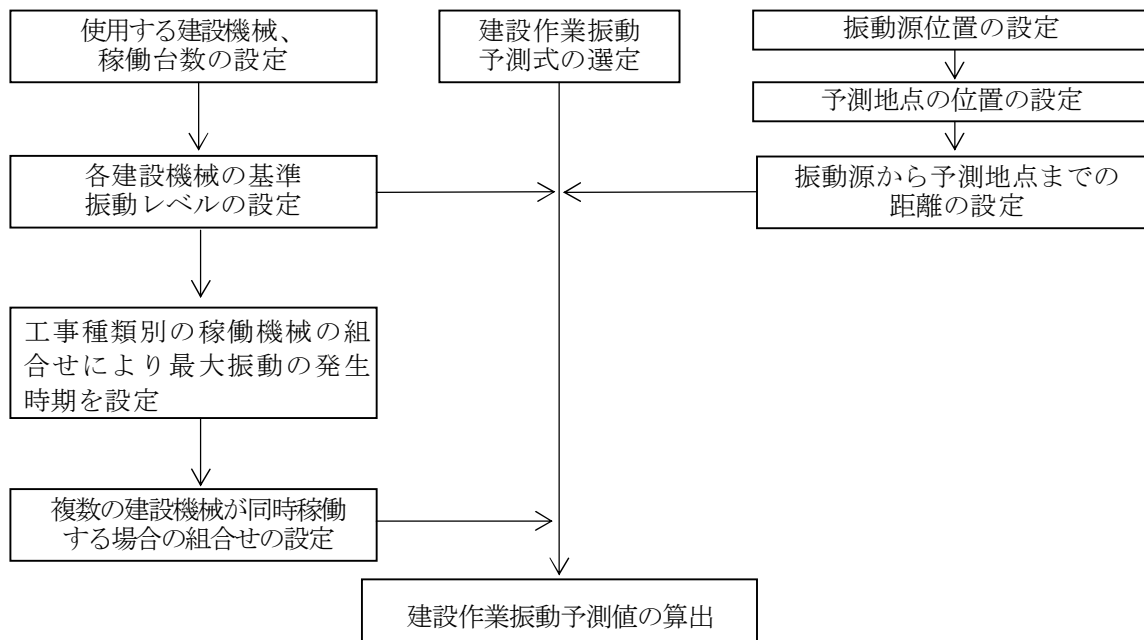 使用する建設機械、
稼働台数の設定
建設作業振動
予測式の選定
振動源位置の設定
予測地点の位置の設定
各建設機械の基準
振動レベルの設定
振動源から予測地点までの
距離の設定
工事種類別の稼働機械の組
合せにより最大振動の発生
時期を設定
複数の建設機械が同時稼働
する場合の組合せの設定
建設作業振動予測値の算出